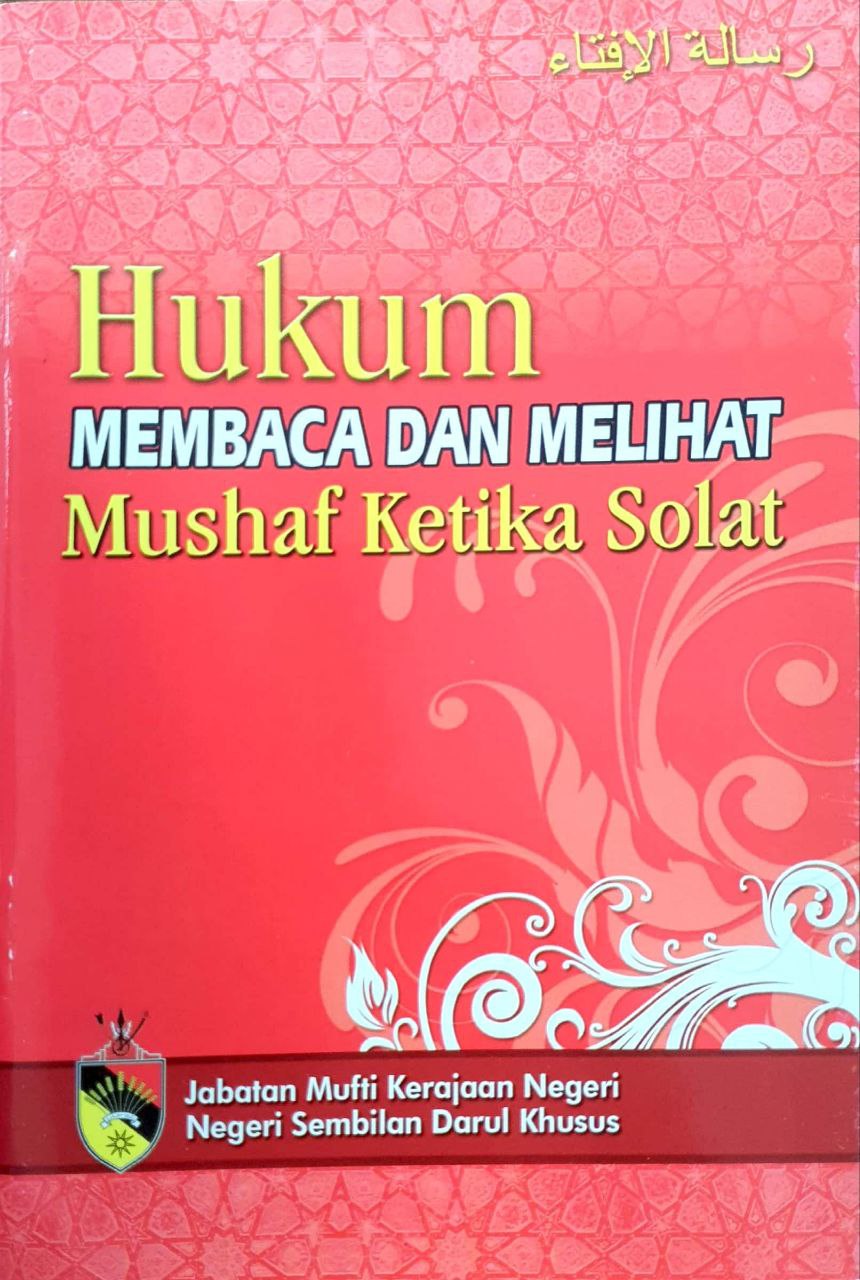 رسالة الإفتاء
Hukum
MEMBACA DAN MELIHAT
Mushaf Ketika Solat
Jabatan Mufti Kerajaan Negeri
Negeri Sembilan Darul Khusus